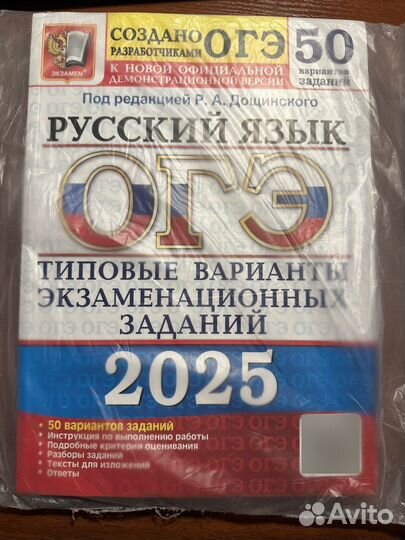 СОЗДАНО
РАЗРАБОТЧИКАМИ ОГЭ
К НОВОЙ ОФИЦИАЛЬНОЙ
ДЕМОНСТРАЦИОННОЙ ВЕРСИИ
50
вариантов
заданий
ЭКЗАМЕН
Под редакцией Р. А. Дощинского
РУССКИЙ ЯЗЫК
ОГЭ
ТИПОВЫЕ ВАРИАНТЫ
ЭКЗАМЕНАЦИОННЫХ
ЗАДАНИЙ
2025
• 50 вариантов заданий
• Инструкция по выполнению работы
• Подробные критерии оценивания
• Разборы заданий
• Тексты для изложений
• Ответы
Avito